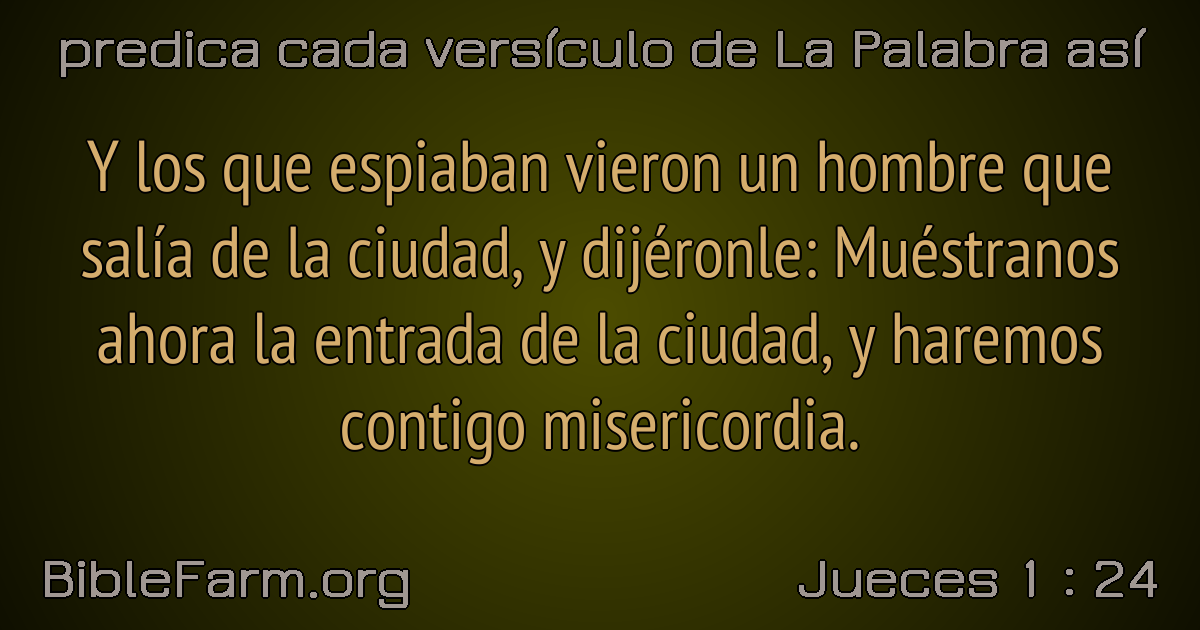 predica cada versículo de La Palabra así
Y los que espiaban vieron un hombre que
salía de la ciudad, y dijéronle: Muéstranos
ahora la entrada de la ciudad, y haremos
contigo misericordia.
BibleFarm.org
Jueces 1 : 24